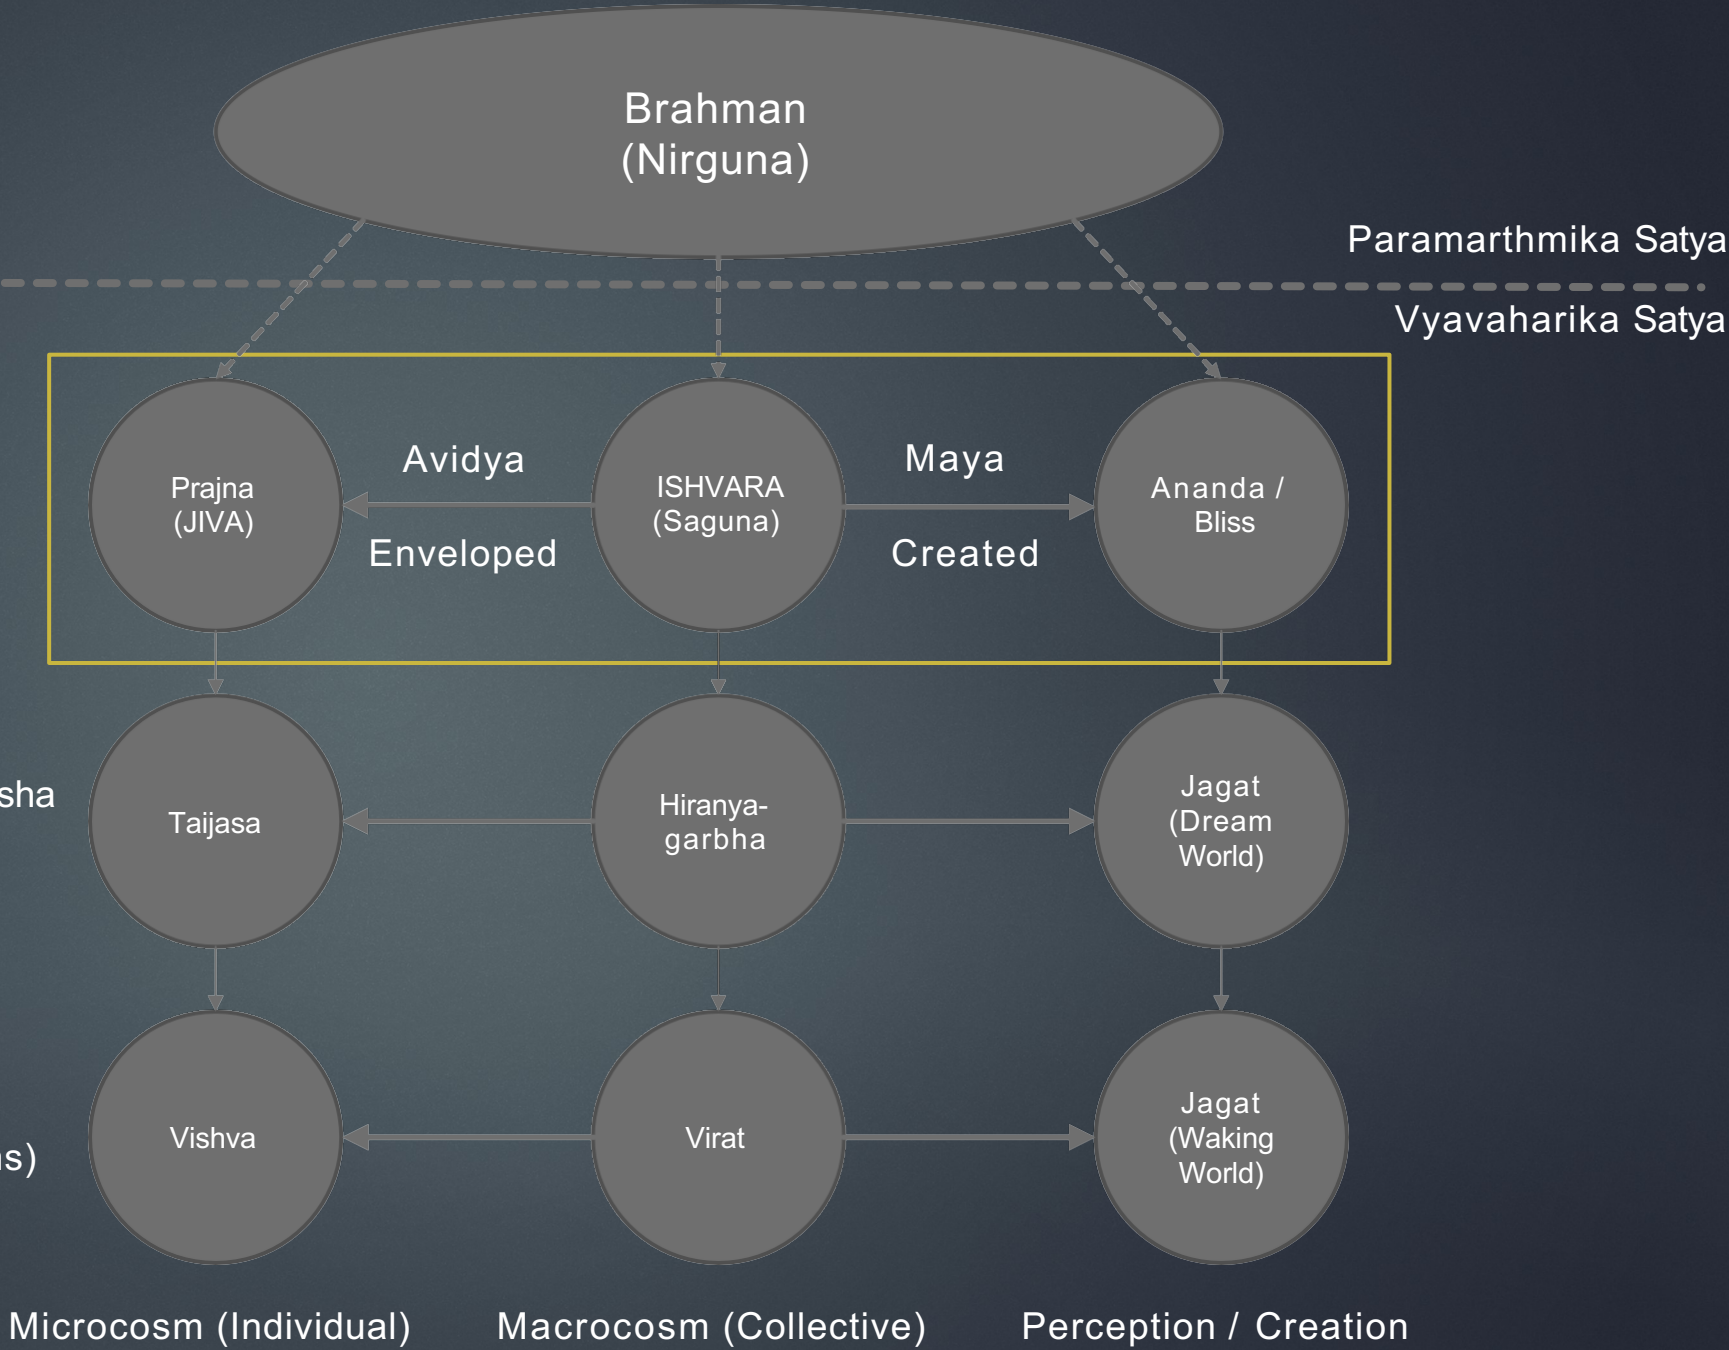 Brahman
(Nirguna)
Paramarthmika Satya
Vyavaharika Satya
Prajna
(JIVA)
Avidya
Enveloped
ISHVARA
(Saguna)
Maya
Created
Ananda /
Bliss
sha
Taijasa
Hiranya-
garbha
Jagat
(Dream
World)
s)
Vishva
Virat
Jagat
(Waking
World)
Microcosm (Individual)
Macrocosm (Collective)
Perception / Creation